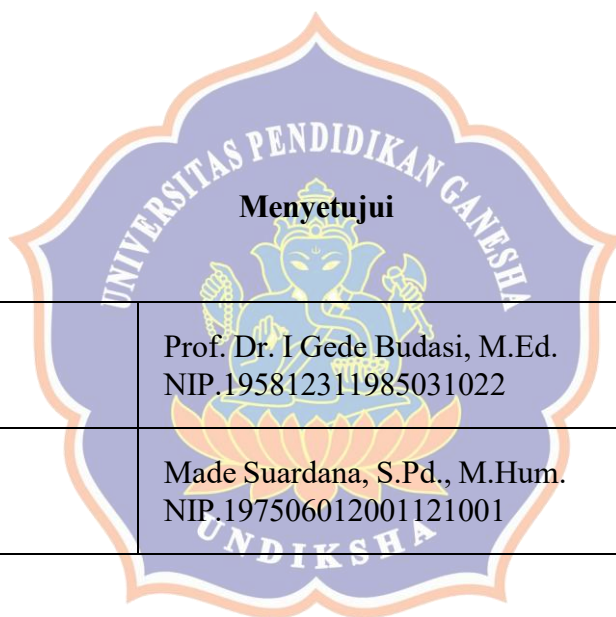 UNIVERSITAS PENDIDIKAN GANESHA
Menyetujui
Prof. Dr. I Gede Budasi, M.Ed.
NIP.195812311985031022
Made Suardana, S.Pd., M.Hum.
NIP.197506012001121001
UNDIKSHA